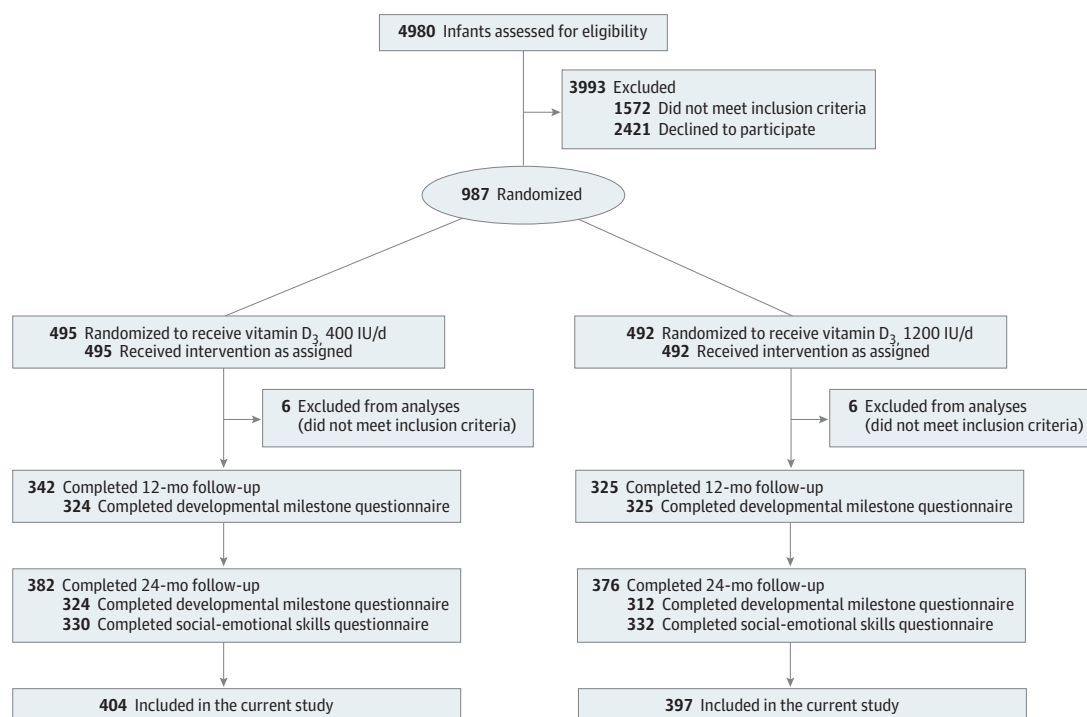 4980 Infants assessed for eligibility
3993 Excluded
1572 Did not meet inclusion criteria
2421 Declined to participate
987 Randomized
495 Randomized to receive vitamin D3, 400 IU/d
495 Received intervention as assigned
492 Randomized to receive vitamin D3, 1200 IU/d
492 Received intervention as assigned
6 Excluded from analyses
(did not meet inclusion criteria)
6 Excluded from analyses
(did not meet inclusion criteria)
342 Completed 12-mo follow-up
324 Completed developmental milestone questionnaire
325 Completed 12-mo follow-up
325 Completed developmental milestone questionnaire
382 Completed 24-mo follow-up
324 Completed developmental milestone questionnaire
330 Completed social-emotional skills questionnaire
376 Completed 24-mo follow-up
312 Completed developmental milestone questionnaire
332 Completed social-emotional skills questionnaire
404 Included in the current study
397 Included in the current study